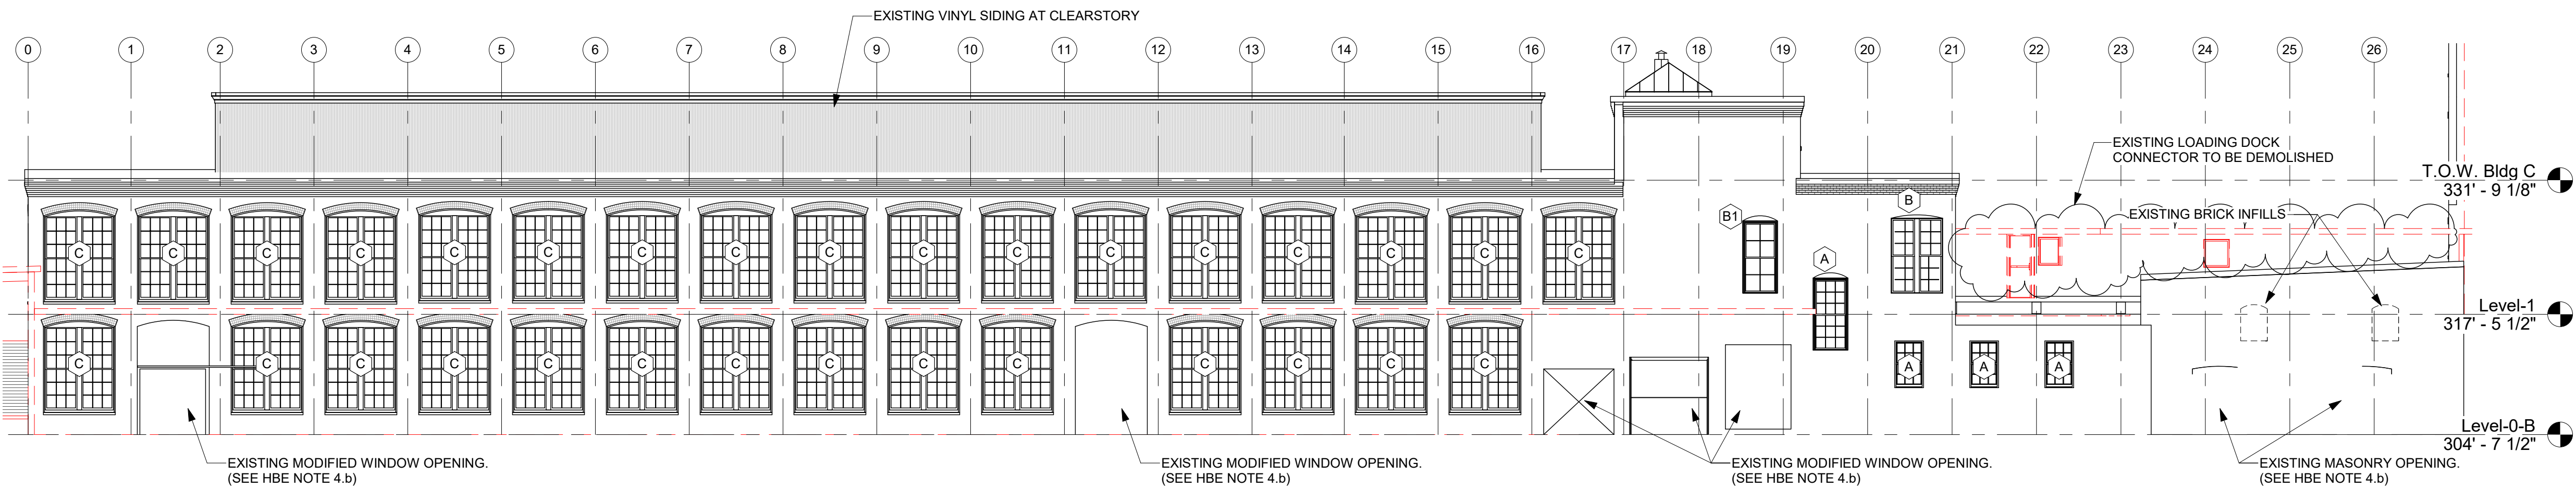 EXISTING VINYL SIDING AT CLEARSTORY
0 1 2 3 4 5 6 7 8 9 10 11 12 13 14 15 16 17 18 19 20 21 22 23 24 25 26
EXISTING LOADING DOCK
CONNECTOR TO BE DEMOLISHED
T.O.W. Bldg C
331' - 9 1/8"
B
B1
EXISTING BRICK INFILLS
C C C C C C C C C C C C C C C C C
A
Level-1
317' - 5 1/2"
C C C C C C C C C C C C C C
A A A
Level-0-B
304' - 7 1/2"
EXISTING MODIFIED WINDOW OPENING.
(SEE HBE NOTE 4.b)
EXISTING MODIFIED WINDOW OPENING.
(SEE HBE NOTE 4.b)
EXISTING MODIFIED WINDOW OPENING.
(SEE HBE NOTE 4.b)
EXISTING MASONRY OPENING.
(SEE HBE NOTE 4.b)